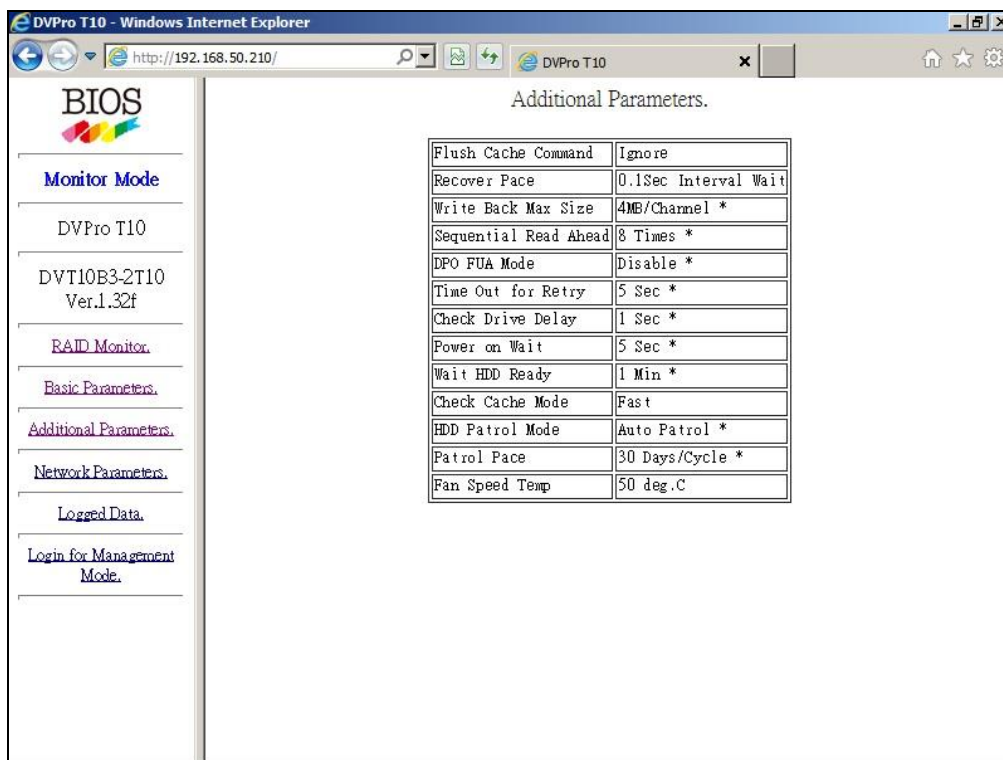 DVPro T10 - Windows Internet Explorer
http://192.168.50.210/
DVPro T10
BIOS
Monitor Mode
DVPro T10
DVT10B3-2T10
Ver.1.32f
RAID Monitor.
Basic Parameters.
Additional Parameters.
Network Parameters.
Logged Data.
Login for Management
Mode.
Additional Parameters.
Flush Cache Command Ignore
Recover Pace 0.1Sec Interval Wait
Write Back Max Size 4MB/Channel *
Sequential Read Ahead 8 Times *
DPO FUA Mode Disable *
Time Out for Retry 5 Sec *
Check Drive Delay 1 Sec *
Power on Wait 5 Sec *
Wait HDD Ready 1 Min *
Check Cache Mode Fast
HDD Patrol Mode Auto Patrol *
Patrol Pace 30 Days/Cycle *
Fan Speed Temp 50 deg.C